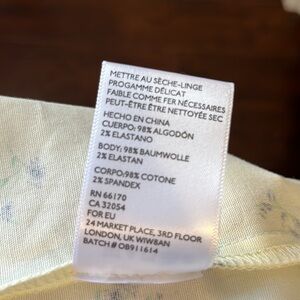 METTRE AU SÈCHE-LINGE
PROGAMME DÉLICAT
FAIBLE COMME FER NÉCESSAIRES
PEUT-ÊTRE ÊTRE NETTOYÉE SEC
HECHO EN CHINA
CUERPO: 98% ALGODÓN
2% ELASTANO
BODY: 98% BAUMWOLLE
2% ELASTAN
CORPO:98% COTONE
2% SPANDEX
RN 66170
CA 32054
FOR EU
24 MARKET PLACE, 3RD FLOOR
LONDON, UK WIW8AN
BATCH # OB911614